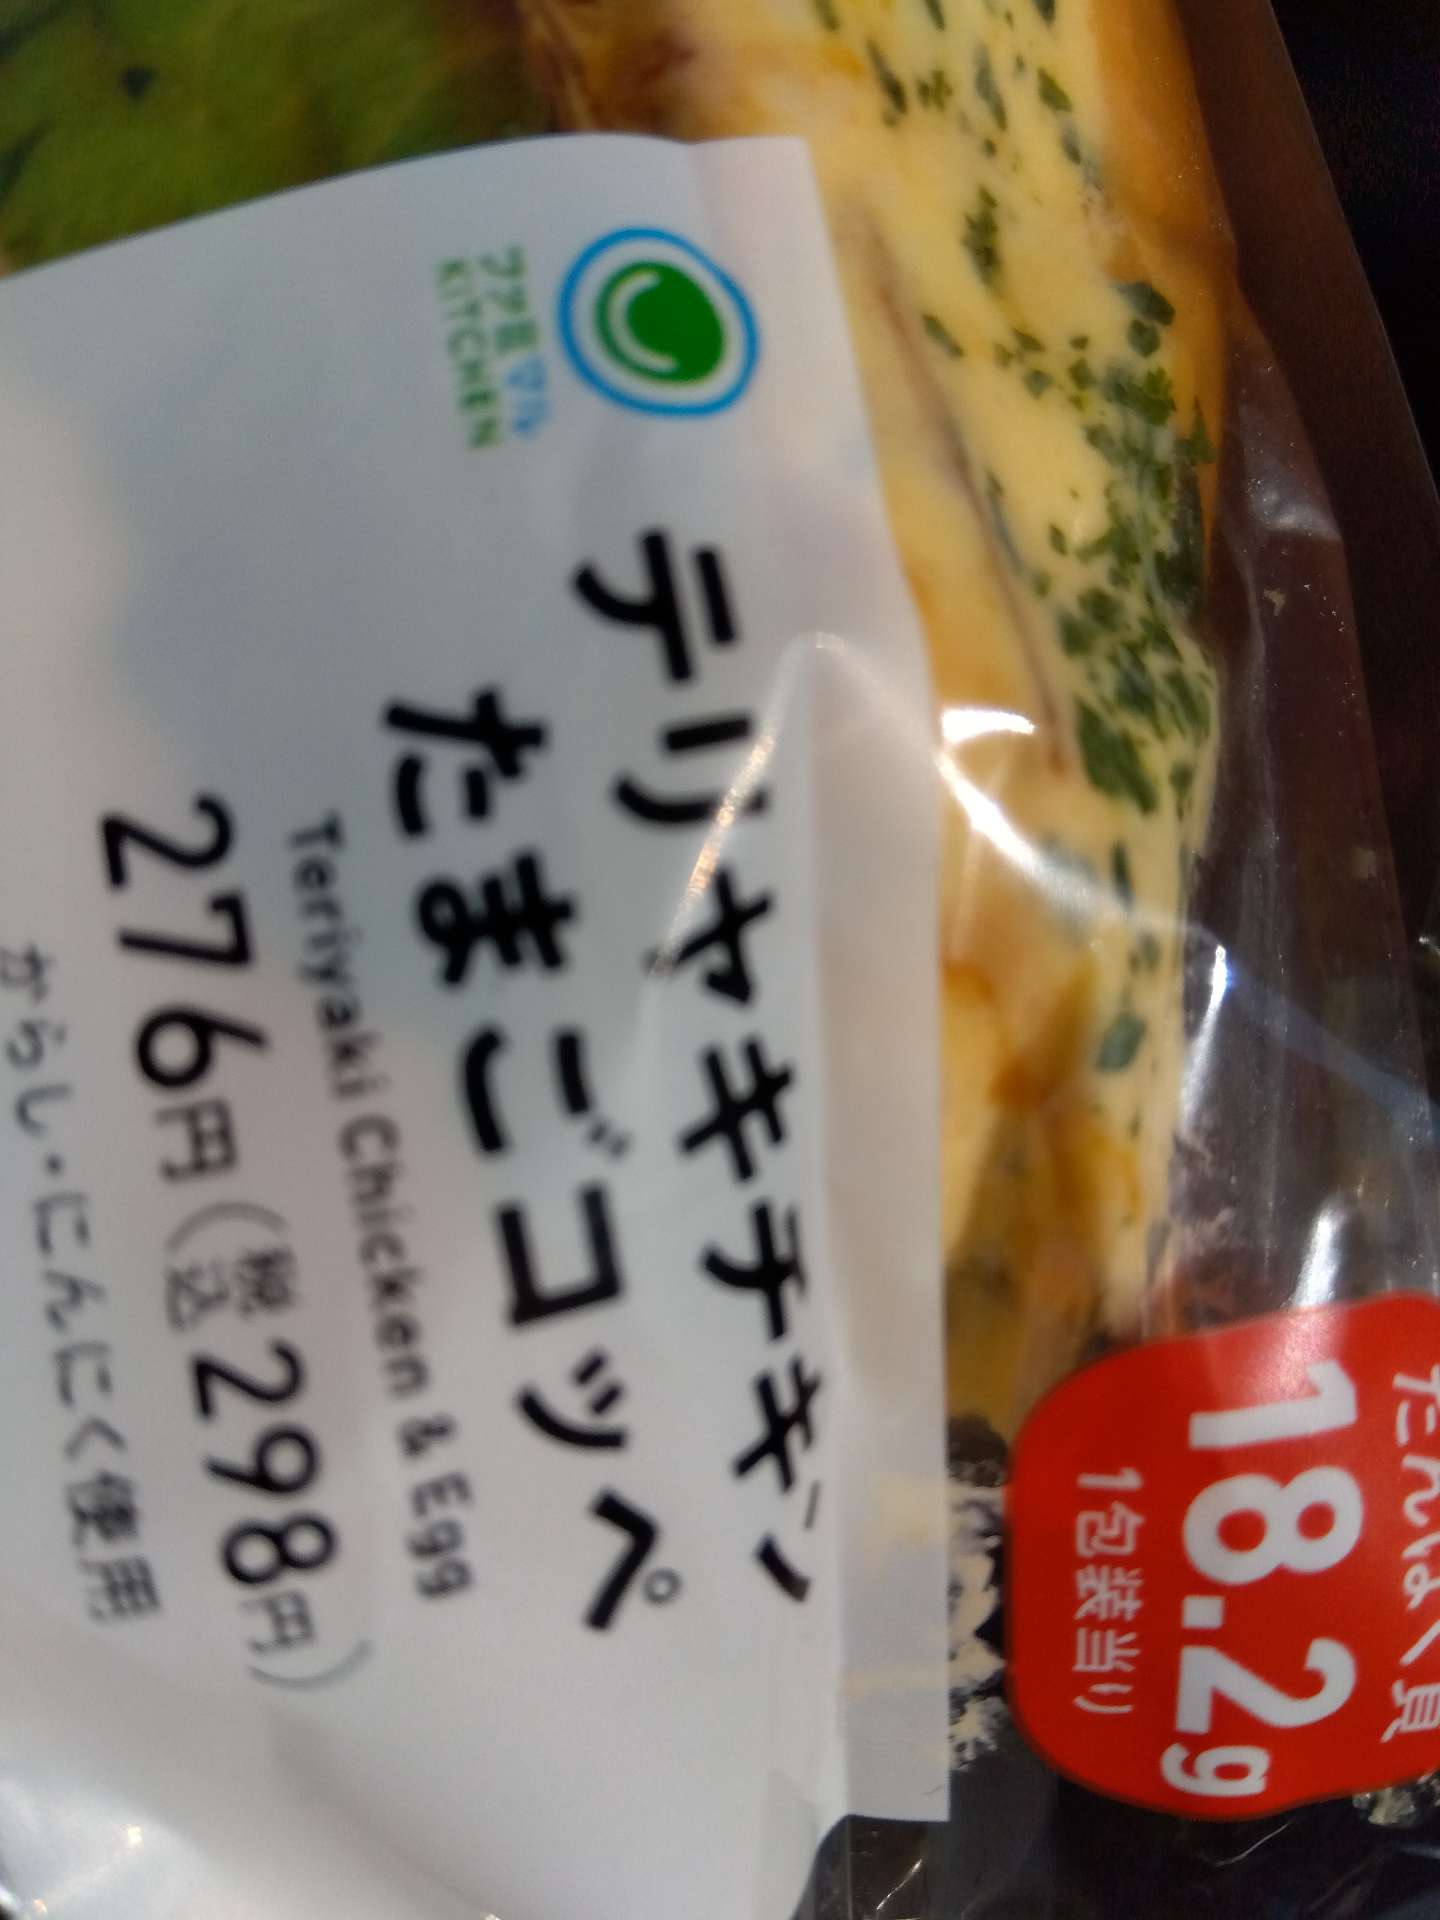 ファミマル
KITCHEN
テリヤキチキン
たまごコッペ
Teriyaki Chicken & Egg
276円(税込298円)
からし・にんにく使用
たんぱく質
18.2g
1包装当り